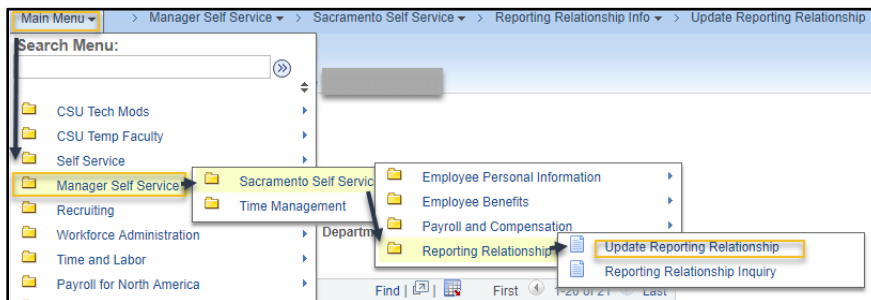 Main Menu > Manager Self Service > Sacramento Self Service > Reporting Relationship Info > Update Reporting Relationship
Search Menu:
CSU Tech Mods
CSU Temp Faculty
Self Service
Manager Self Service
Recruiting
Workforce Administration
Time and Labor
Payroll for North America
Sacramento Self Servic
Time Management
Employee Personal Information
Employee Benefits
Payroll and Compensation
Reporting Relationship
Update Reporting Relationship
Reporting Relationship Inquiry
Departm
Find | | First 1-20 of 21 Last